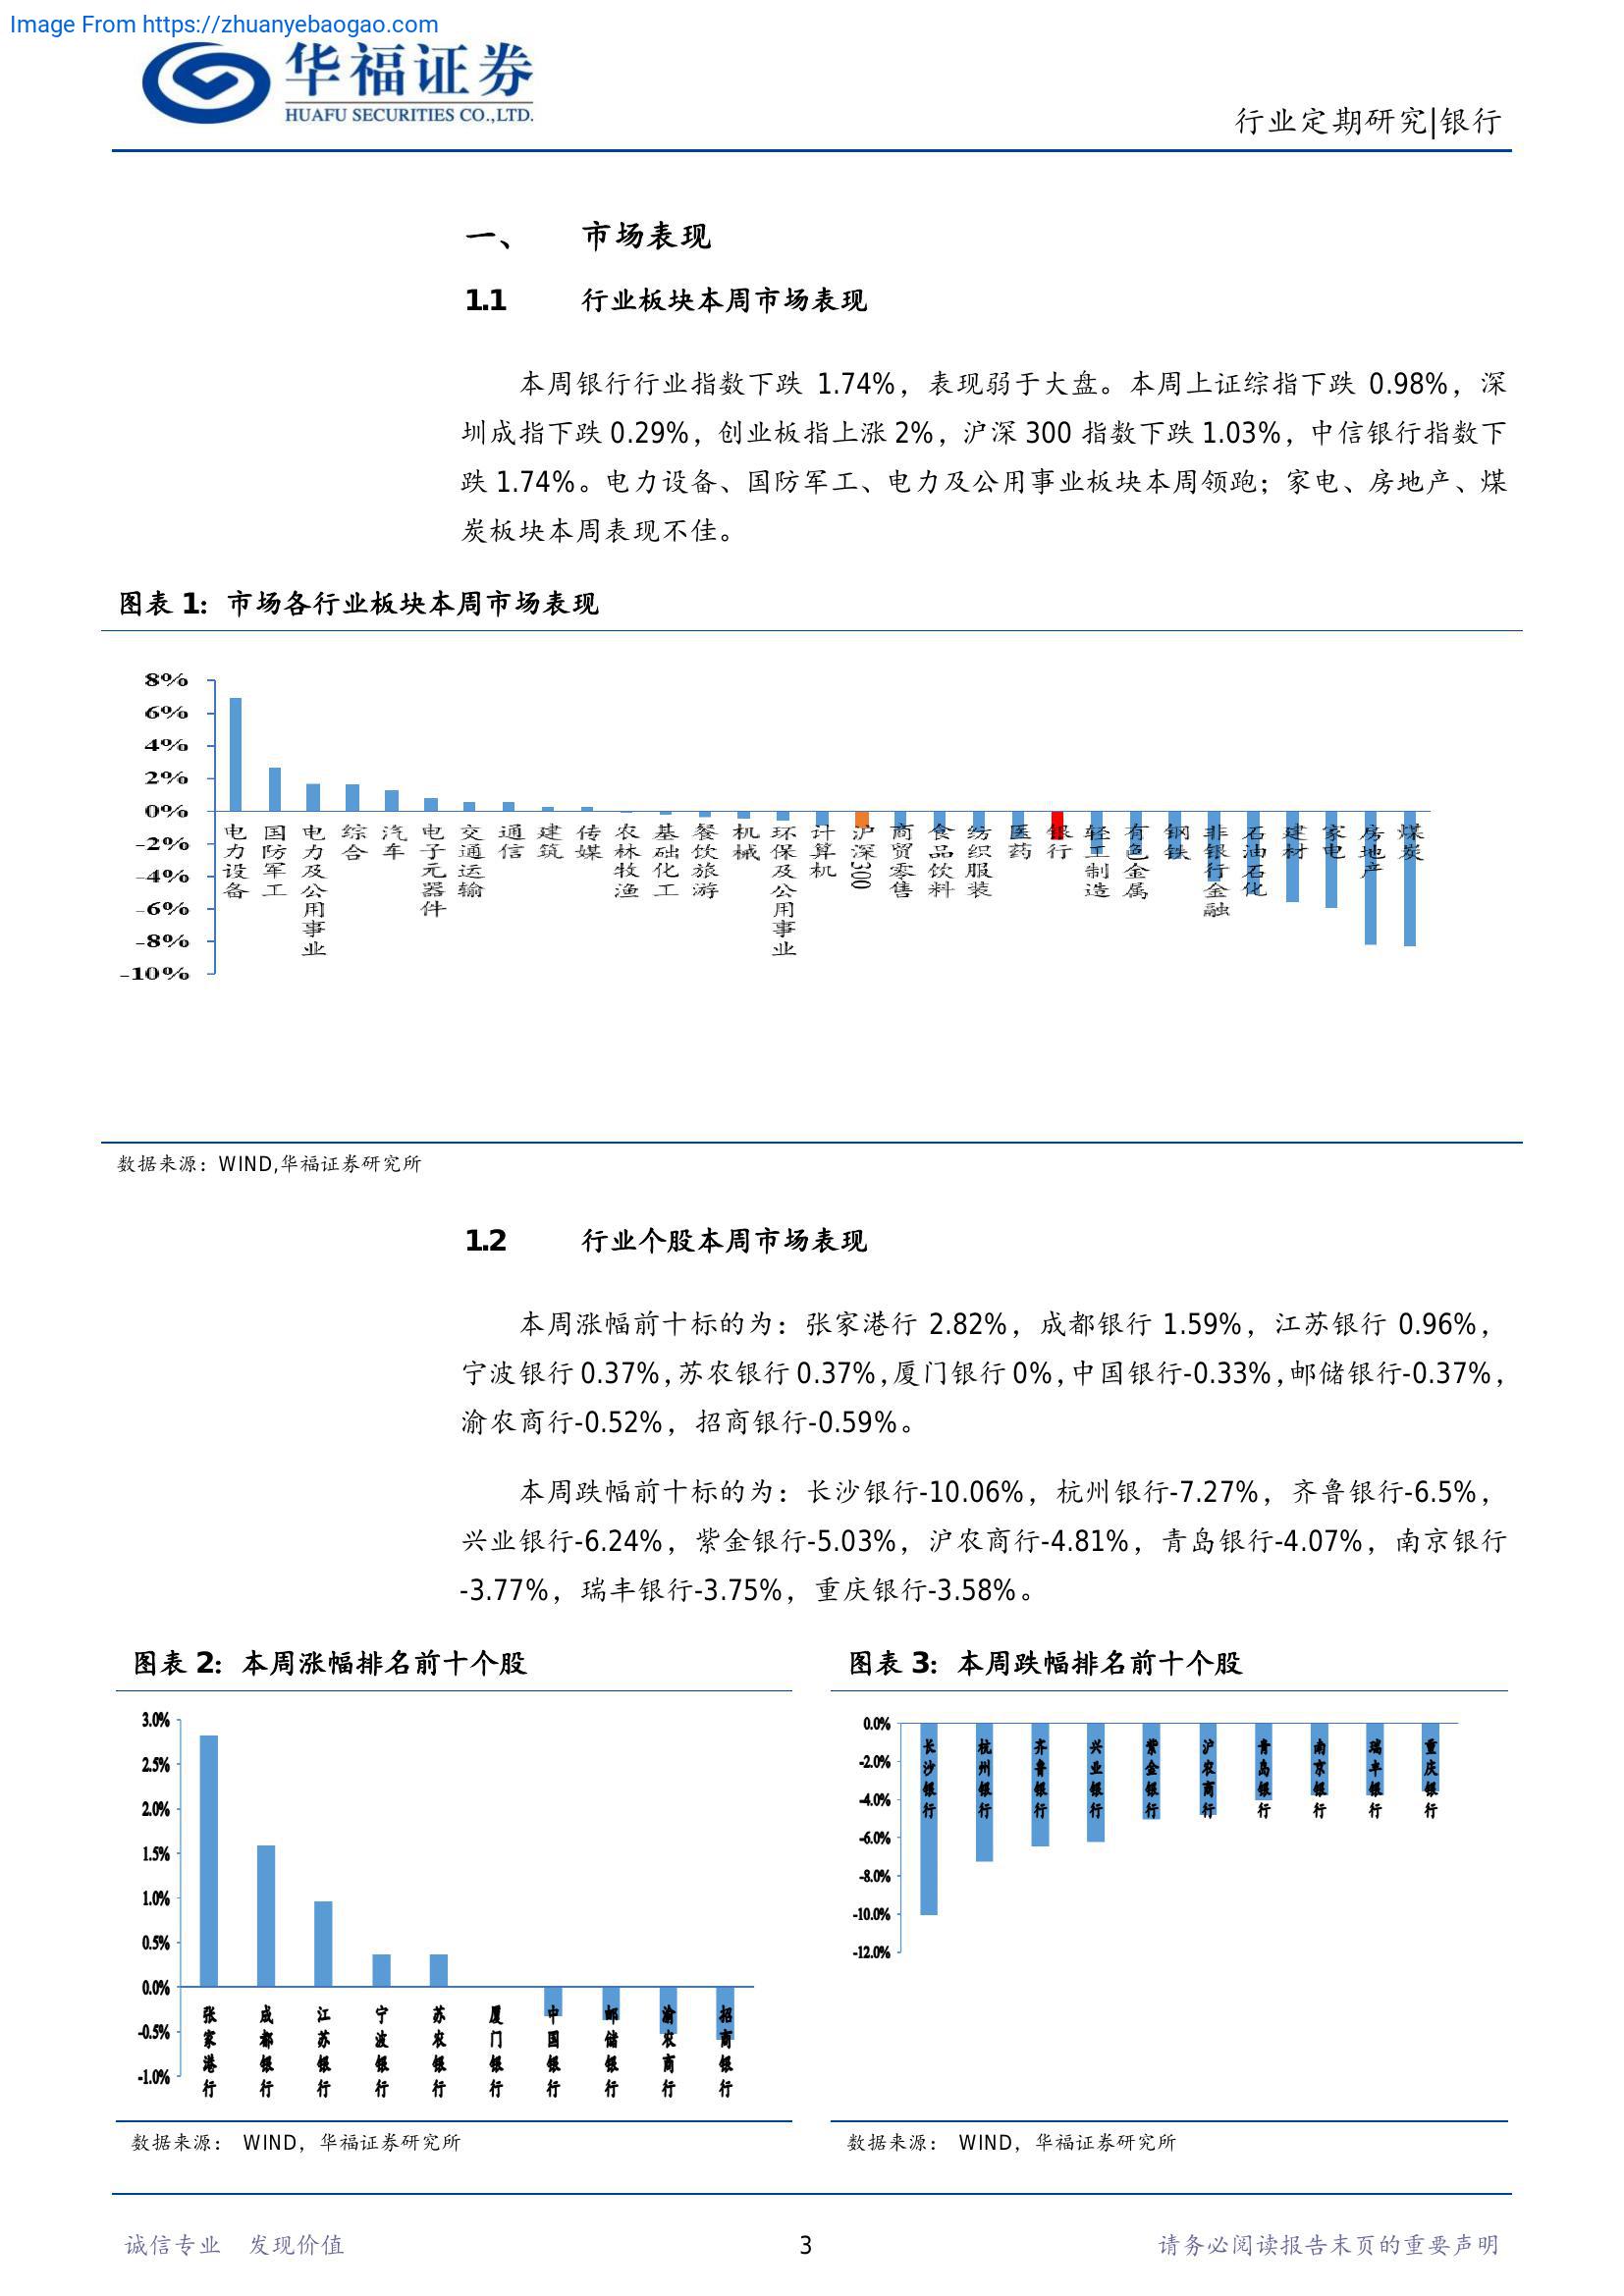 Image From https://zhuanyebaogao.com
华福证券
HUAFU SECURITIES CO.,LTD.
行业定期研究|银行
一、 市场表现
1.1 行业板块本周市场表现
本周银行行业指数下跌 1.74%，表现弱于大盘。本周上证综指下跌 0.98%，深
圳成指下跌 0.29%，创业板指上涨 2%，沪深 300 指数下跌 1.03%，中信银行指数下
跌 1.74%。电力设备、国防军工、电力及公用事业板块本周领跑；家电、房地产、煤
炭板块本周表现不佳。
图表 1：市场各行业板块本周市场表现
8%
6%
4%
2%
0%
-2%
-4%
-6%
-8%
-10%
电力设备
国防军工
电力及公用事业
综合
汽车
电子元器件
交通运输
通信
建筑
传媒
农林牧渔
基础化工
餐饮旅游
机械
环保及公用事业
计算机
沪深300
商贸零售
食品饮料
纺织服装
医药
银行
轻工制造
有色金属
钢铁
非银行金融
石油石化
建材
家电
房地产
煤炭
数据来源：WIND,华福证券研究所
1.2 行业个股本周市场表现
本周涨幅前十标的为：张家港行 2.82%，成都银行 1.59%，江苏银行 0.96%，
宁波银行 0.37%，苏农银行 0.37%，厦门银行 0%，中国银行-0.33%，邮储银行-0.37%，
渝农商行-0.52%，招商银行-0.59%。
本周跌幅前十标的为：长沙银行-10.06%，杭州银行-7.27%，齐鲁银行-6.5%，
兴业银行-6.24%，紫金银行-5.03%，沪农商行-4.81%，青岛银行-4.07%，南京银行
-3.77%，瑞丰银行-3.75%，重庆银行-3.58%。
图表 2：本周涨幅排名前十个股
3.0%
2.5%
2.0%
1.5%
1.0%
0.5%
0.0%
-0.5%
-1.0%
张家港行
成都银行
江苏银行
宁波银行
苏农银行
厦门银行
中国银行
邮储银行
渝农商行
招商银行
数据来源： WIND，华福证券研究所
图表 3：本周跌幅排名前十个股
0.0%
-2.0%
-4.0%
-6.0%
-8.0%
-10.0%
-12.0%
长沙银行
杭州银行
齐鲁银行
兴业银行
紫金银行
沪农商行
青岛银行
南京银行
瑞丰银行
重庆银行
数据来源： WIND，华福证券研究所
诚信专业 发现价值
3
请务必阅读报告末页的重要声明